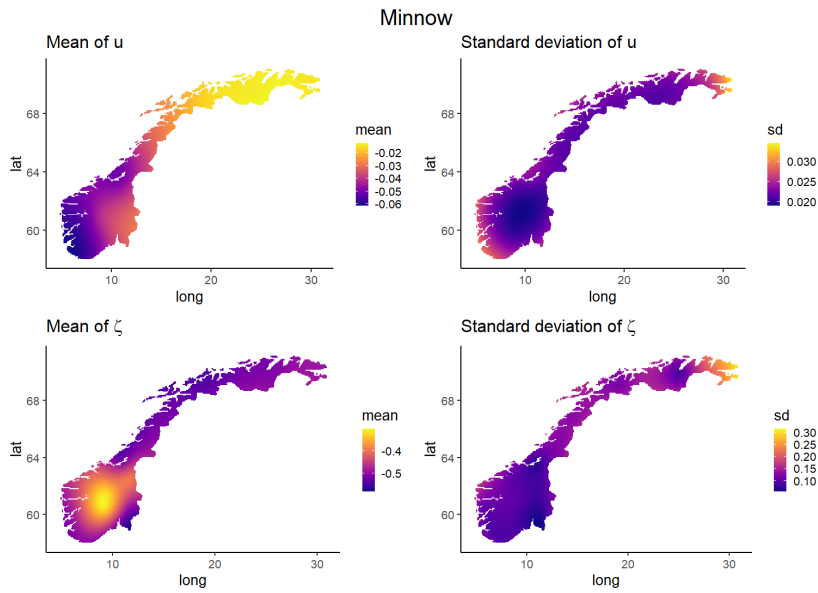 Minnow
Mean of u
lat
68
64
60
10
20
30
long
mean
-0.02
-0.03
-0.04
-0.05
-0.06
Standard deviation of u
lat
68
64
60
10
20
30
long
sd
0.030
0.025
0.020
Mean of ζ
lat
68
64
60
10
20
30
long
mean
-0.4
-0.5
Standard deviation of ζ
lat
68
64
60
10
20
30
long
sd
0.30
0.25
0.20
0.15
0.10